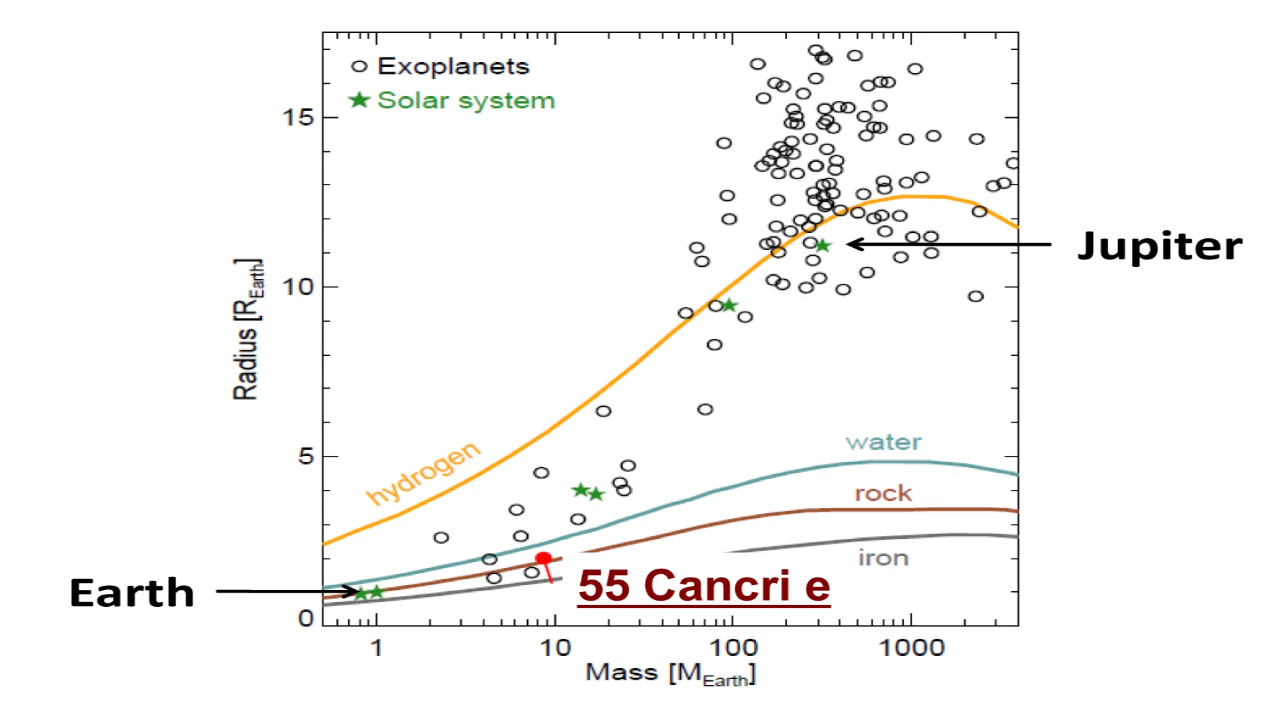 Exoplanets
Solar system
15
10
5
0
Radius [R_Earth]
hydrogen
water
rock
iron
Jupiter
Earth
55 Cancri e
1 10 100 1000
Mass [M_Earth]